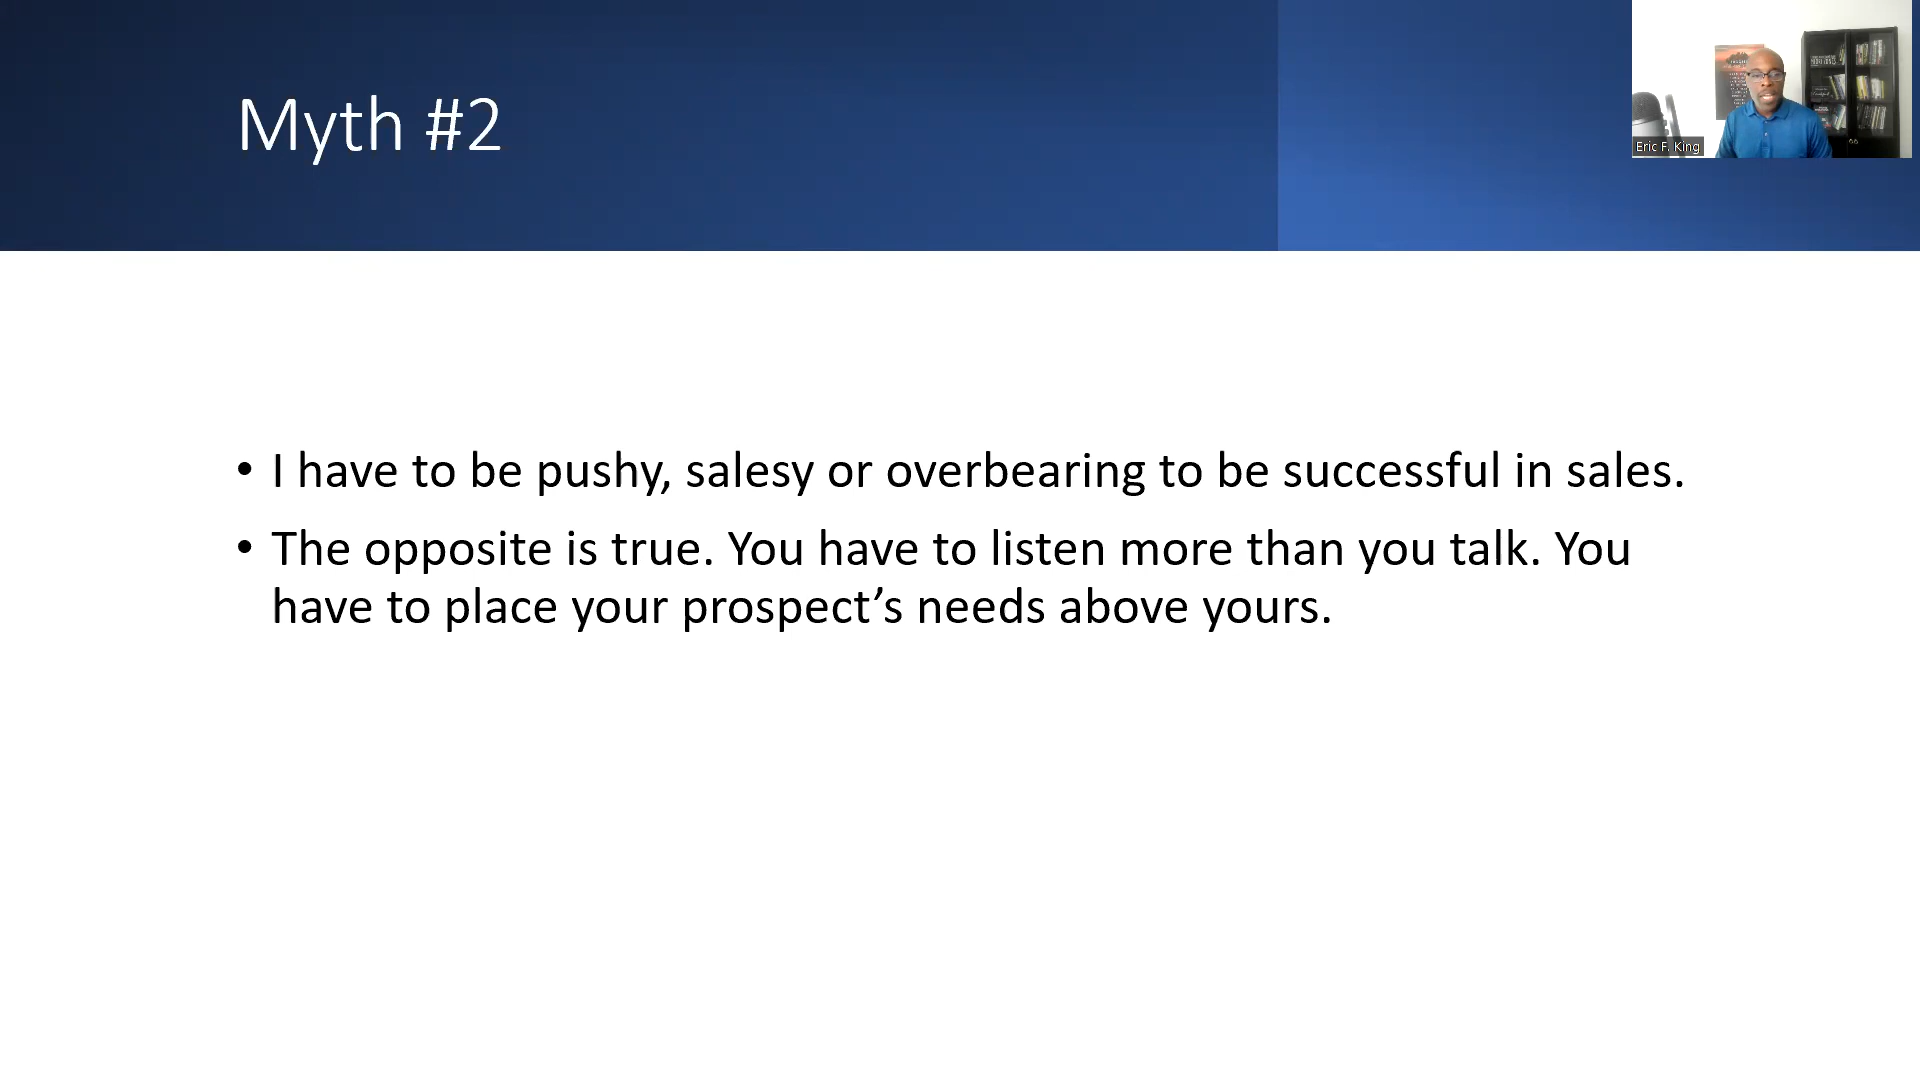 Myth #2
Eric F. King
• I have to be pushy, salesy or overbearing to be successful in sales.
• The opposite is true. You have to listen more than you talk. You
have to place your prospect’s needs above yours.